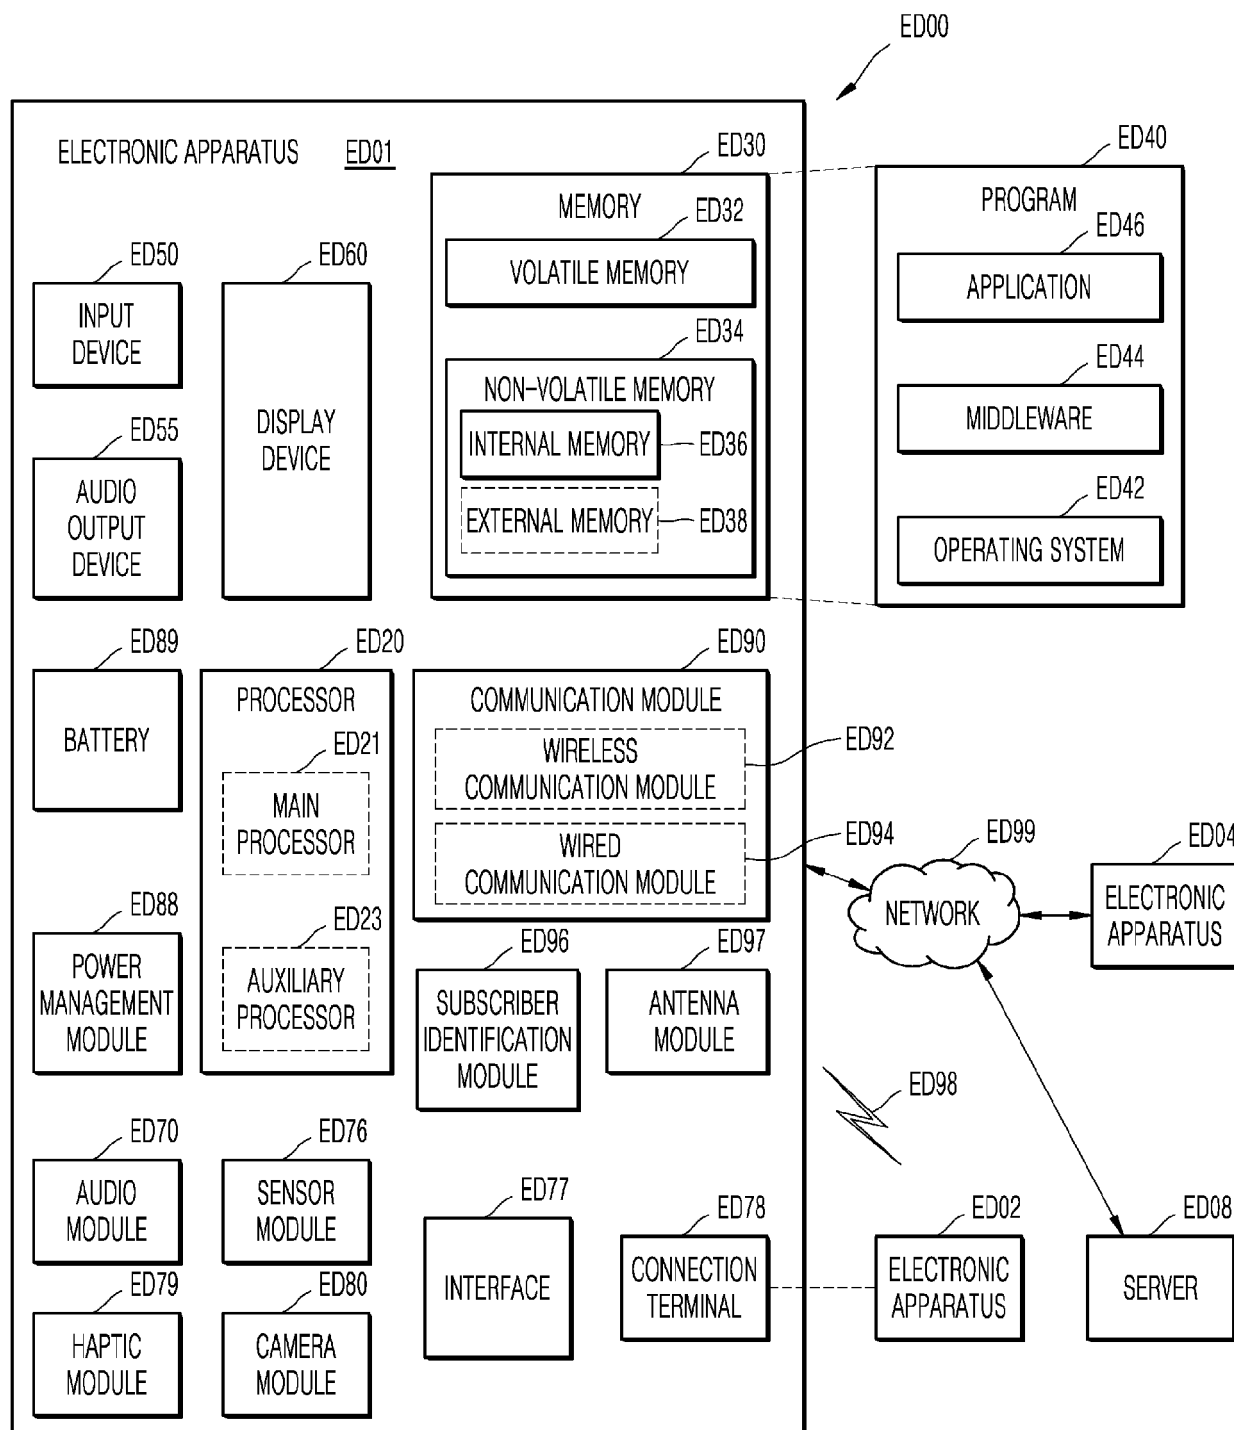 ED00
ELECTRONIC APPARATUS ED01
ED30
MEMORY
ED32
VOLATILE MEMORY
ED34
NON-VOLATILE MEMORY
INTERNAL MEMORY
ED36
EXTERNAL MEMORY
ED38
ED40
PROGRAM
ED46
APPLICATION
ED44
MIDDLEWARE
ED42
OPERATING SYSTEM
ED50
INPUT
DEVICE
ED60
DISPLAY
DEVICE
ED55
AUDIO
OUTPUT
DEVICE
ED89
BATTERY
ED20
PROCESSOR
ED21
MAIN
PROCESSOR
ED23
AUXILIARY
PROCESSOR
ED90
COMMUNICATION MODULE
WIRELESS
COMMUNICATION MODULE
ED92
WIRED
COMMUNICATION MODULE
ED94
ED99
NETWORK
ED04
ELECTRONIC
APPARATUS
ED88
POWER
MANAGEMENT
MODULE
ED96
SUBSCRIBER
IDENTIFICATION
MODULE
ED97
ANTENNA
MODULE
ED98
ED70
AUDIO
MODULE
ED76
SENSOR
MODULE
ED77
INTERFACE
ED78
CONNECTION
TERMINAL
ED02
ELECTRONIC
APPARATUS
ED08
SERVER
ED79
HAPTIC
MODULE
ED80
CAMERA
MODULE